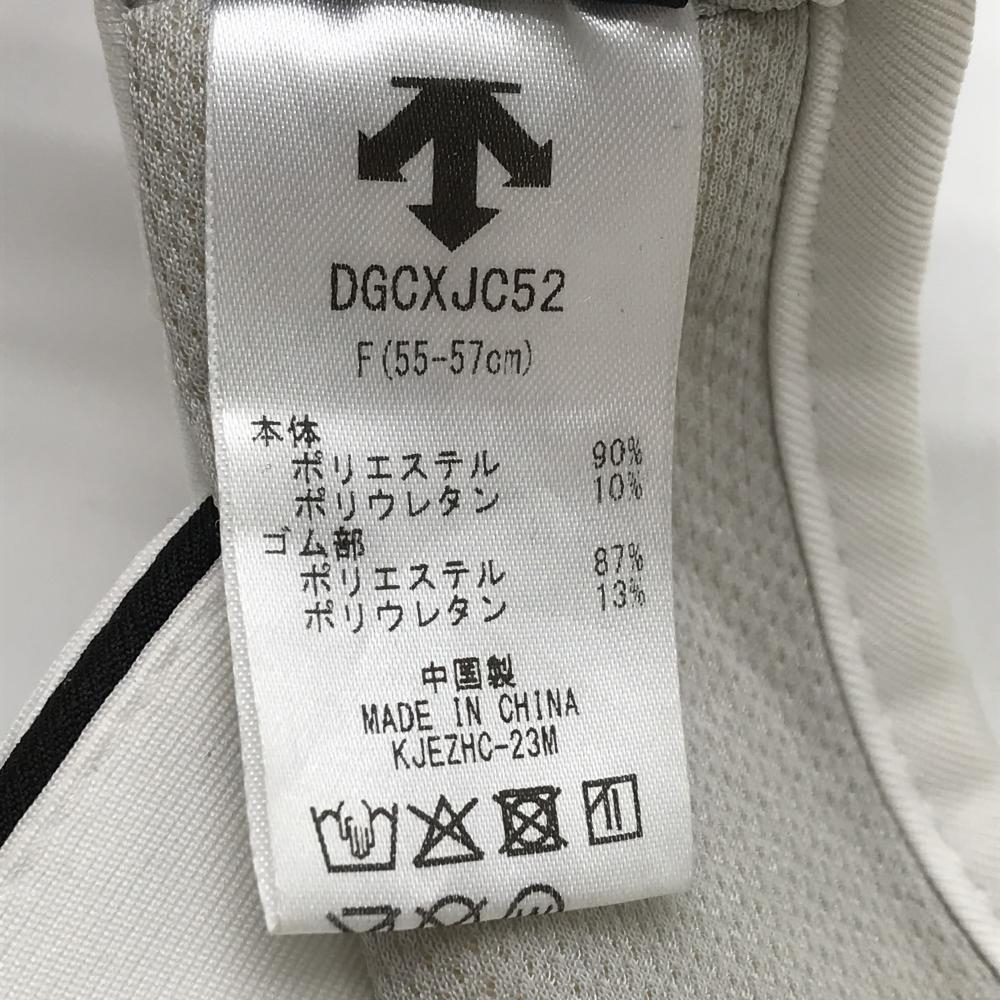 DGCXJC52
F(55-57cm)
本体
ポリエステル 90%
ポリウレタン 10%
ゴム部
ポリエステル 87%
ポリウレタン 13%
中国製
MADE IN CHINA
KJEZHC-23M